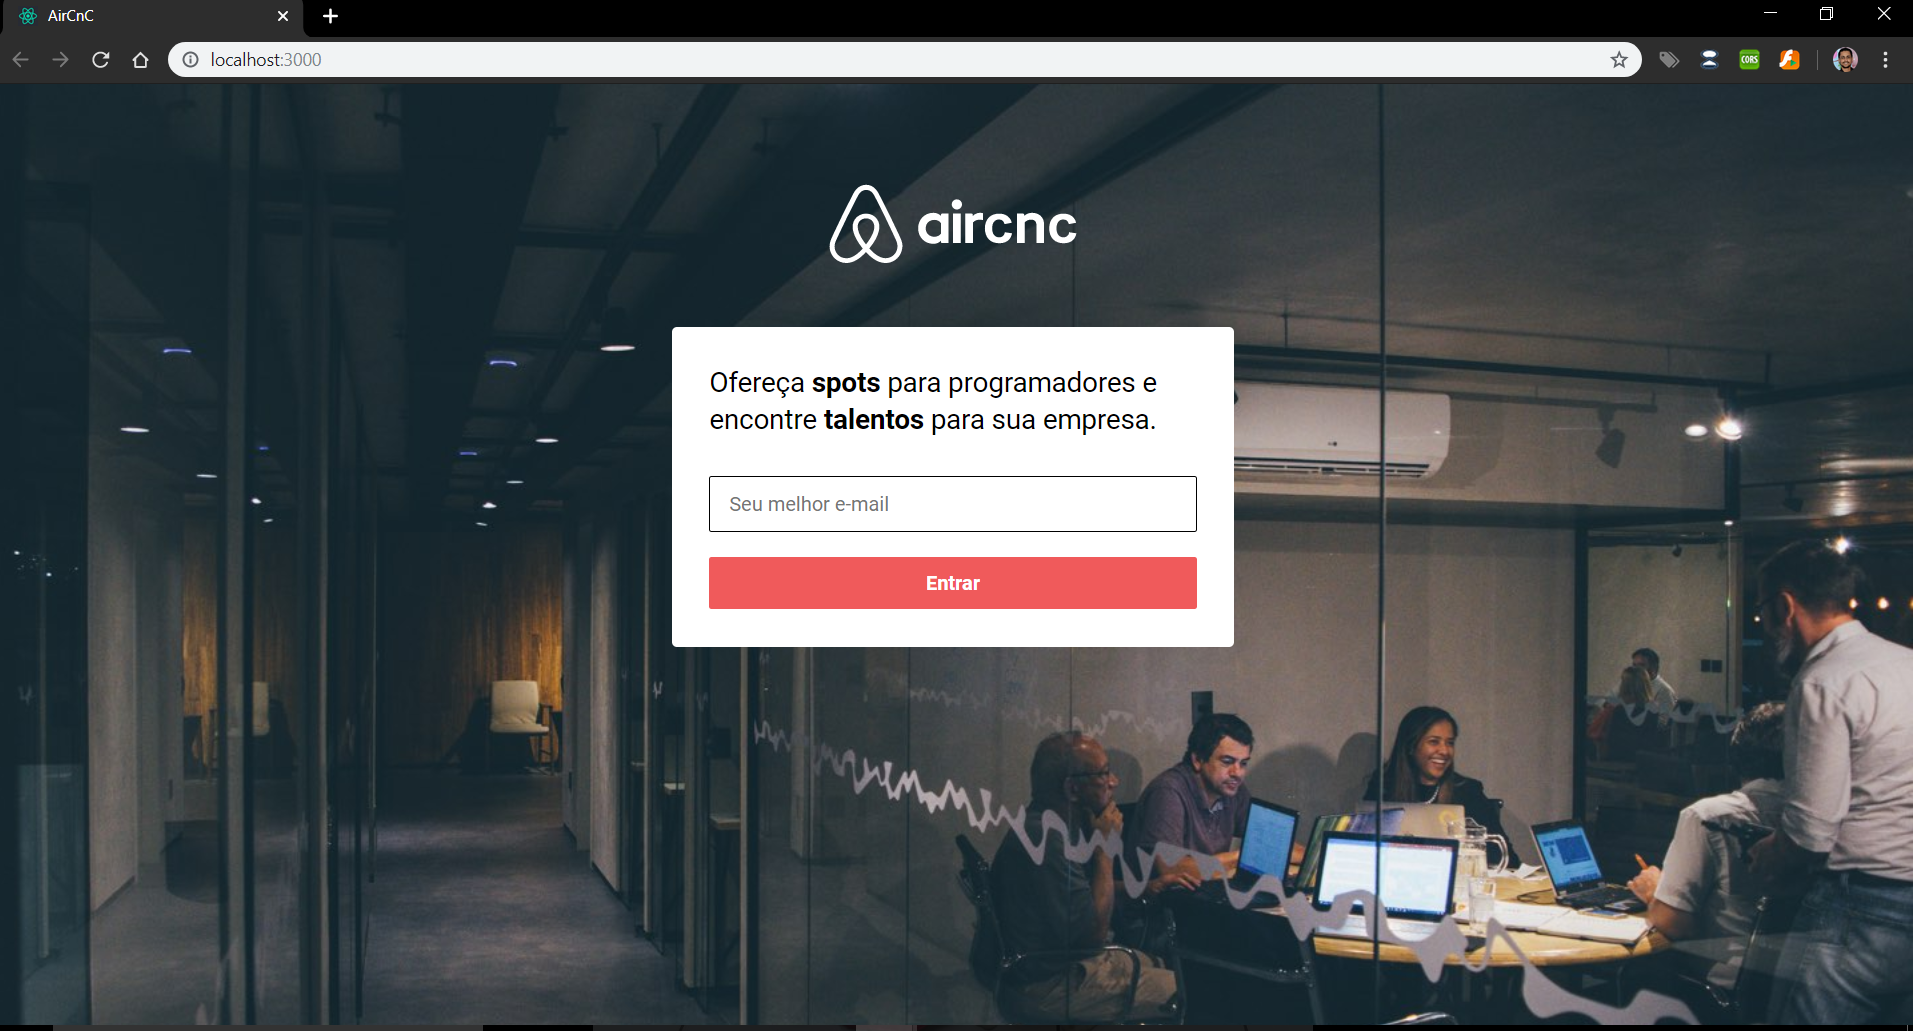 AirCnC
localhost:3000
CORS
aircnc
Ofereça spots para programadores e
encontre talentos para sua empresa.
Seu melhor e-mail
Entrar